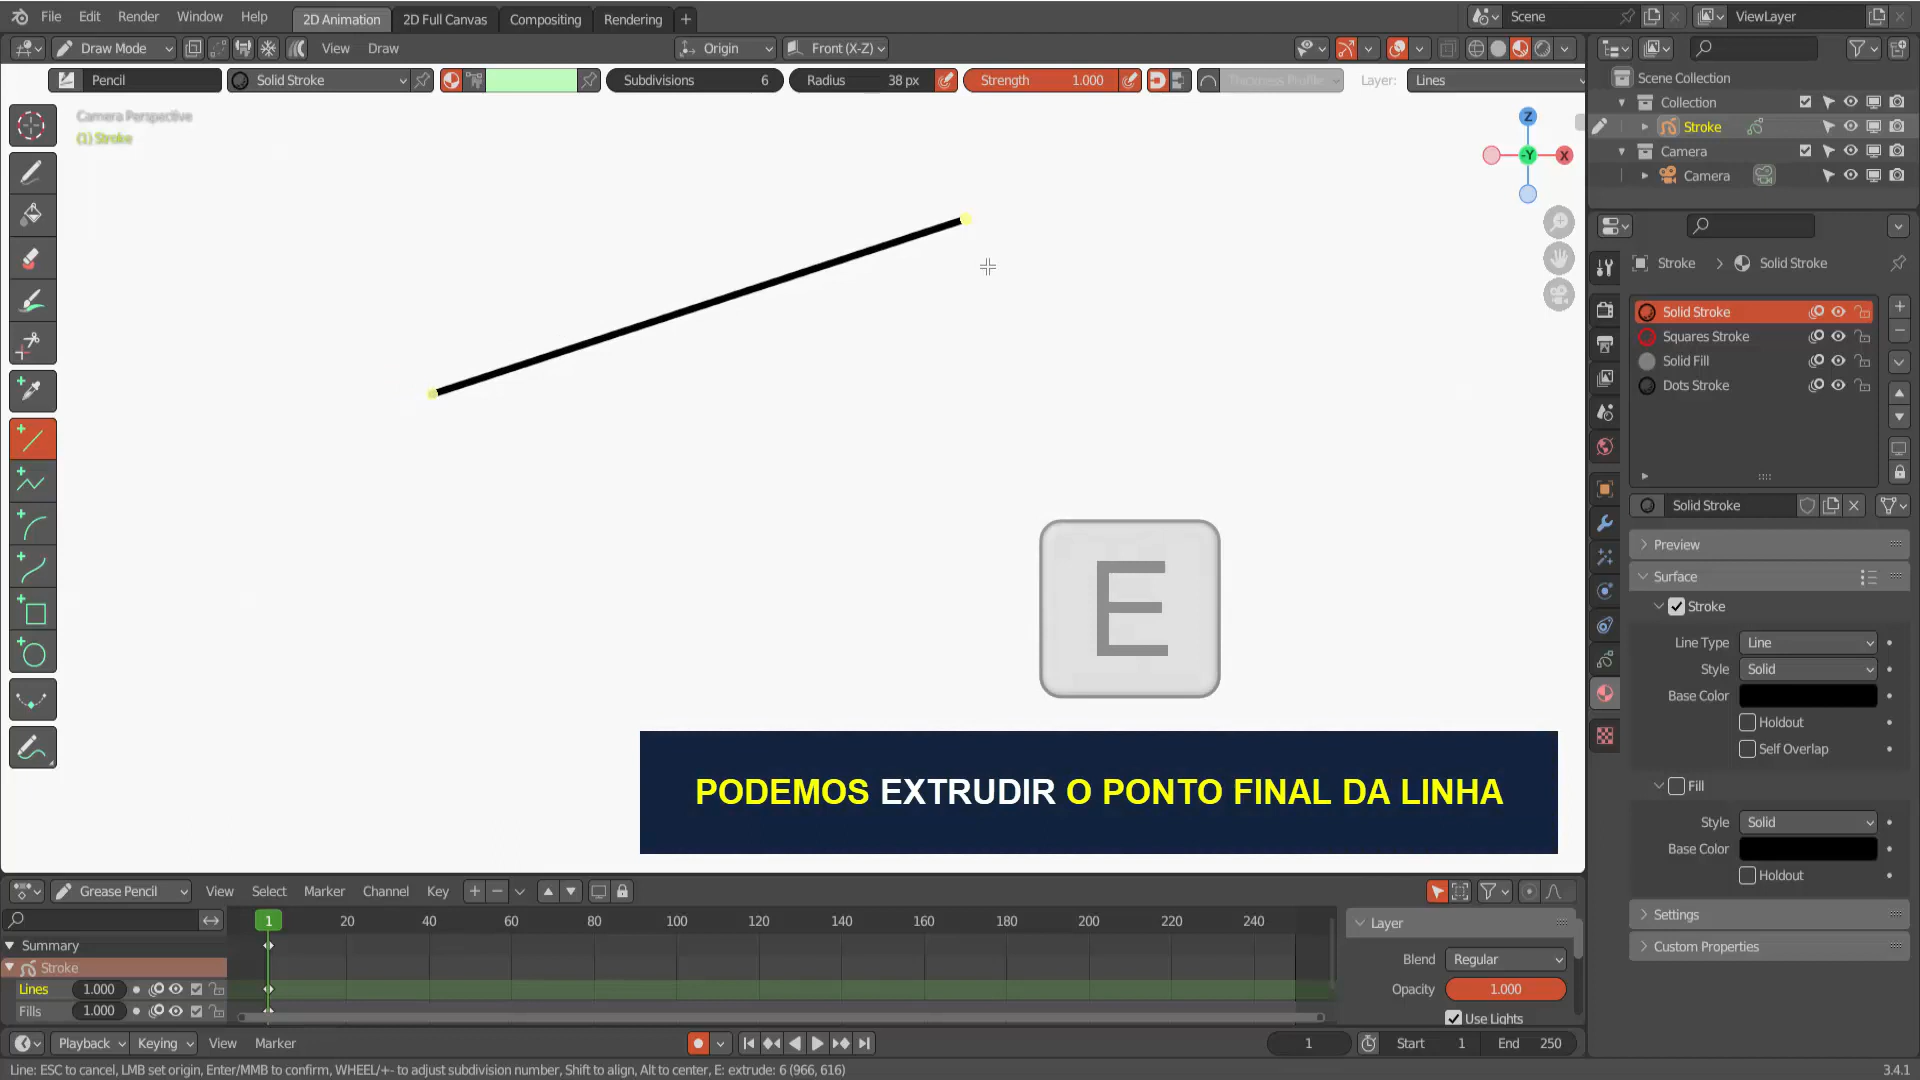 File Edit Render Window Help 2D Animation 2D Full Canvas Compositing Rendering + Scene ViewLayer
Draw Mode View Draw Origin Front (X-Z)
Pencil Solid Stroke Subdivisions 6 Radius 38 px Strength 1.000 Thickness Profile Layer: Lines
Camera Perspective
(1) Stroke
Z
-Y
X
E
PODEMOS EXTRUDIR O PONTO FINAL DA LINHA
Scene Collection
Collection
Stroke
Camera
Camera
Stroke > Solid Stroke
Solid Stroke
Squares Stroke
Solid Fill
Dots Stroke
Solid Stroke
Preview
Surface
Stroke
Line Type Line
Style Solid
Base Color
Holdout
Self Overlap
Fill
Style Solid
Base Color
Holdout
Settings
Custom Properties
Grease Pencil View Select Marker Channel Key
1 20 40 60 80 100 120 140 160 180 200 220 240
Summary
Stroke
Lines 1.000
Fills 1.000
Layer
Blend Regular
Opacity 1.000
Use Lights
Playback Keying View Marker 1 Start 1 End 250
Line: ESC to cancel, LMB set origin, Enter/MMB to confirm, WHEEL/+- to adjust subdivision number, Shift to align, Alt to center, E: extrude: 6 (966, 616) 3.4.1